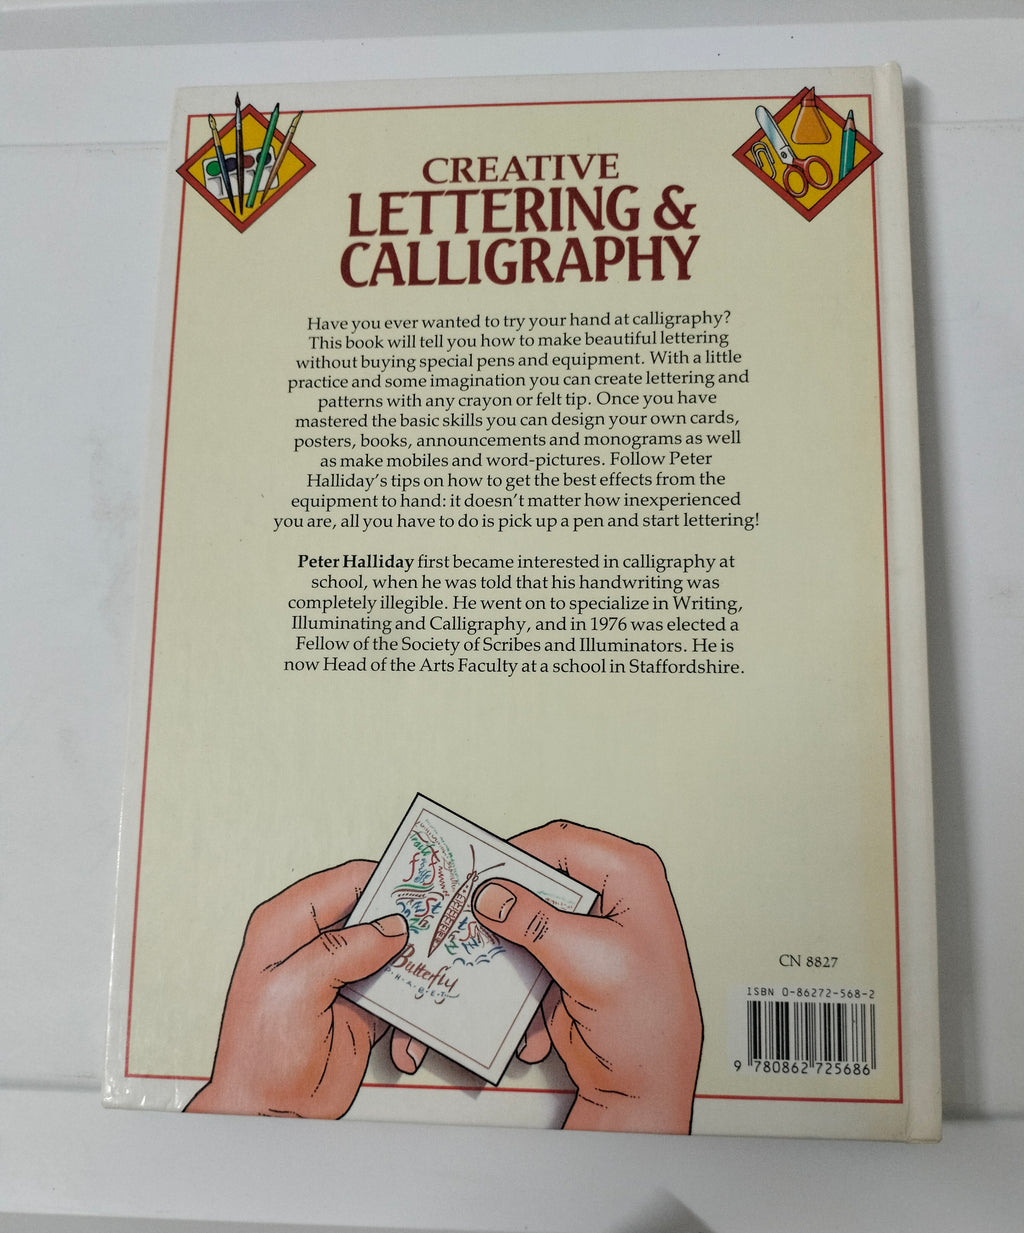 CREATIVE
LETTERING &
CALLIGRAPHY
Have you ever wanted to try your hand at calligraphy?
This book will tell you how to make beautiful lettering
without buying special pens and equipment. With a little
practice and some imagination you can create lettering and
patterns with any crayon or felt tip. Once you have
mastered the basic skills you can design your own cards,
posters, books, announcements and monograms as well
as make mobiles and word-pictures. Follow Peter
Halliday's tips on how to get the best effects from the
equipment to hand: it doesn't matter how inexperienced
you are, all you have to do is pick up a pen and start lettering!
Peter Halliday first became interested in calligraphy at
school, when he was told that his handwriting was
completely illegible. He went on to specialize in Writing,
Illuminating and Calligraphy, and in 1976 was elected a
Fellow of the Society of Scribes and Illuminators. He is
now Head of the Arts Faculty at a school in Staffordshire.
Butterfly
P·H·A·B·E·T
CN 8827
ISBN 0-86272-568-2
9 780862 725686